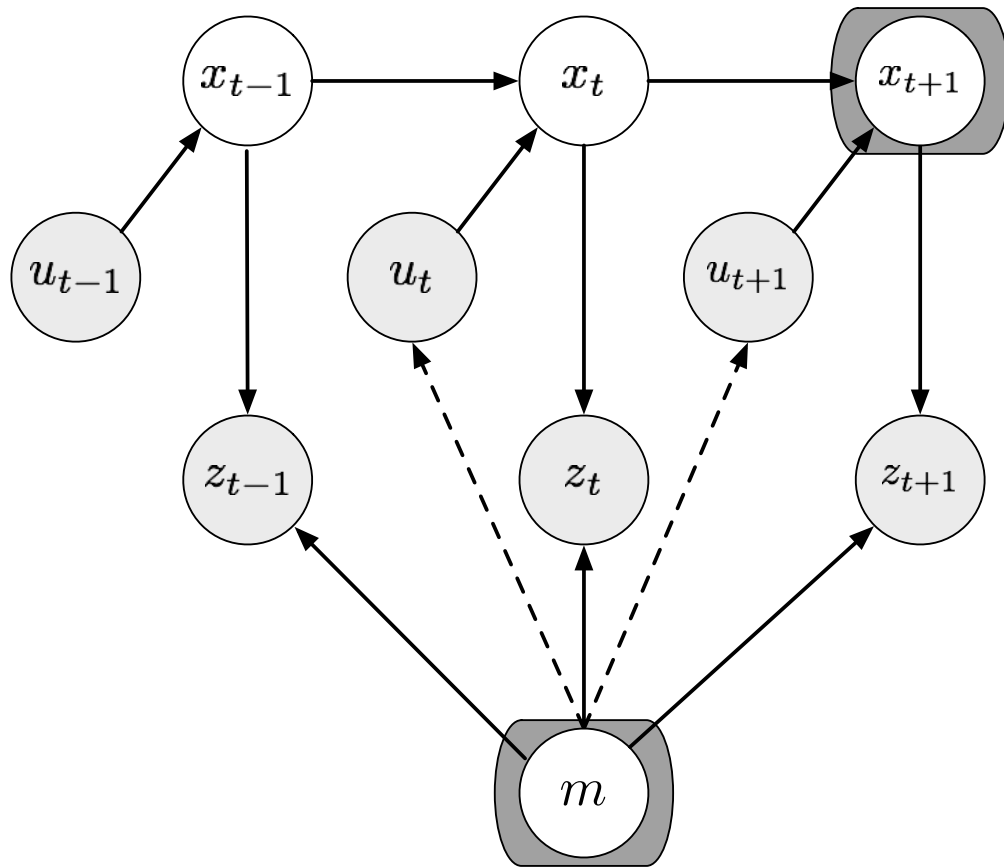 x_{t-1} x_t x_{t+1}
u_{t-1} u_t u_{t+1}
z_{t-1} z_t z_{t+1}
m